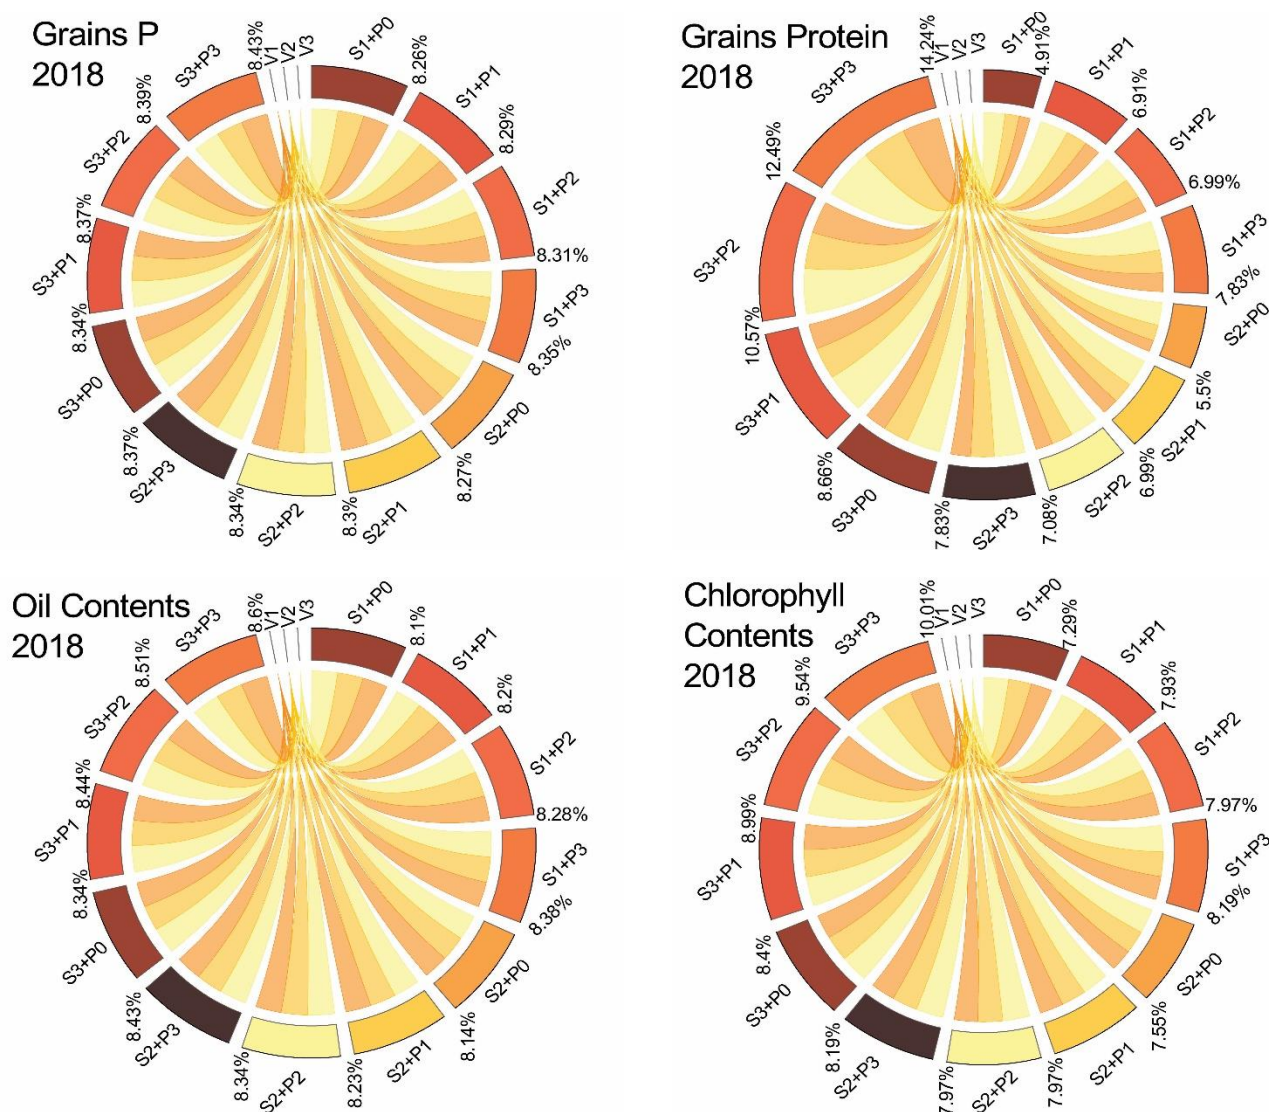 Grains P
2018
V1
V2
V3
S1+P0
8.26%
S1+P1
8.29%
S1+P2
8.31%
S1+P3
8.35%
S2+P0
8.27%
S2+P1
8.3%
S2+P2
8.34%
S2+P3
8.37%
S3+P0
8.34%
S3+P1
8.37%
S3+P2
8.39%
S3+P3
8.43%
Grains Protein
2018
V1
V2
V3
S1+P0
4.91%
S1+P1
6.91%
S1+P2
6.99%
S1+P3
7.83%
S2+P0
5.5%
S2+P1
6.99%
S2+P2
7.08%
S2+P3
7.83%
S3+P0
8.66%
S3+P1
10.57%
S3+P2
12.49%
S3+P3
14.24%
Oil Contents
2018
V1
V2
V3
S1+P0
8.1%
S1+P1
8.2%
S1+P2
8.28%
S1+P3
8.38%
S2+P0
8.14%
S2+P1
8.23%
S2+P2
8.34%
S2+P3
8.43%
S3+P0
8.34%
S3+P1
8.44%
S3+P2
8.51%
S3+P3
8.6%
Chlorophyll
Contents
2018
V1
V2
V3
S1+P0
7.29%
S1+P1
7.93%
S1+P2
7.97%
S1+P3
8.19%
S2+P0
7.55%
S2+P1
7.97%
S2+P2
7.97%
S2+P3
8.19%
S3+P0
8.4%
S3+P1
8.99%
S3+P2
9.54%
S3+P3
10.01%